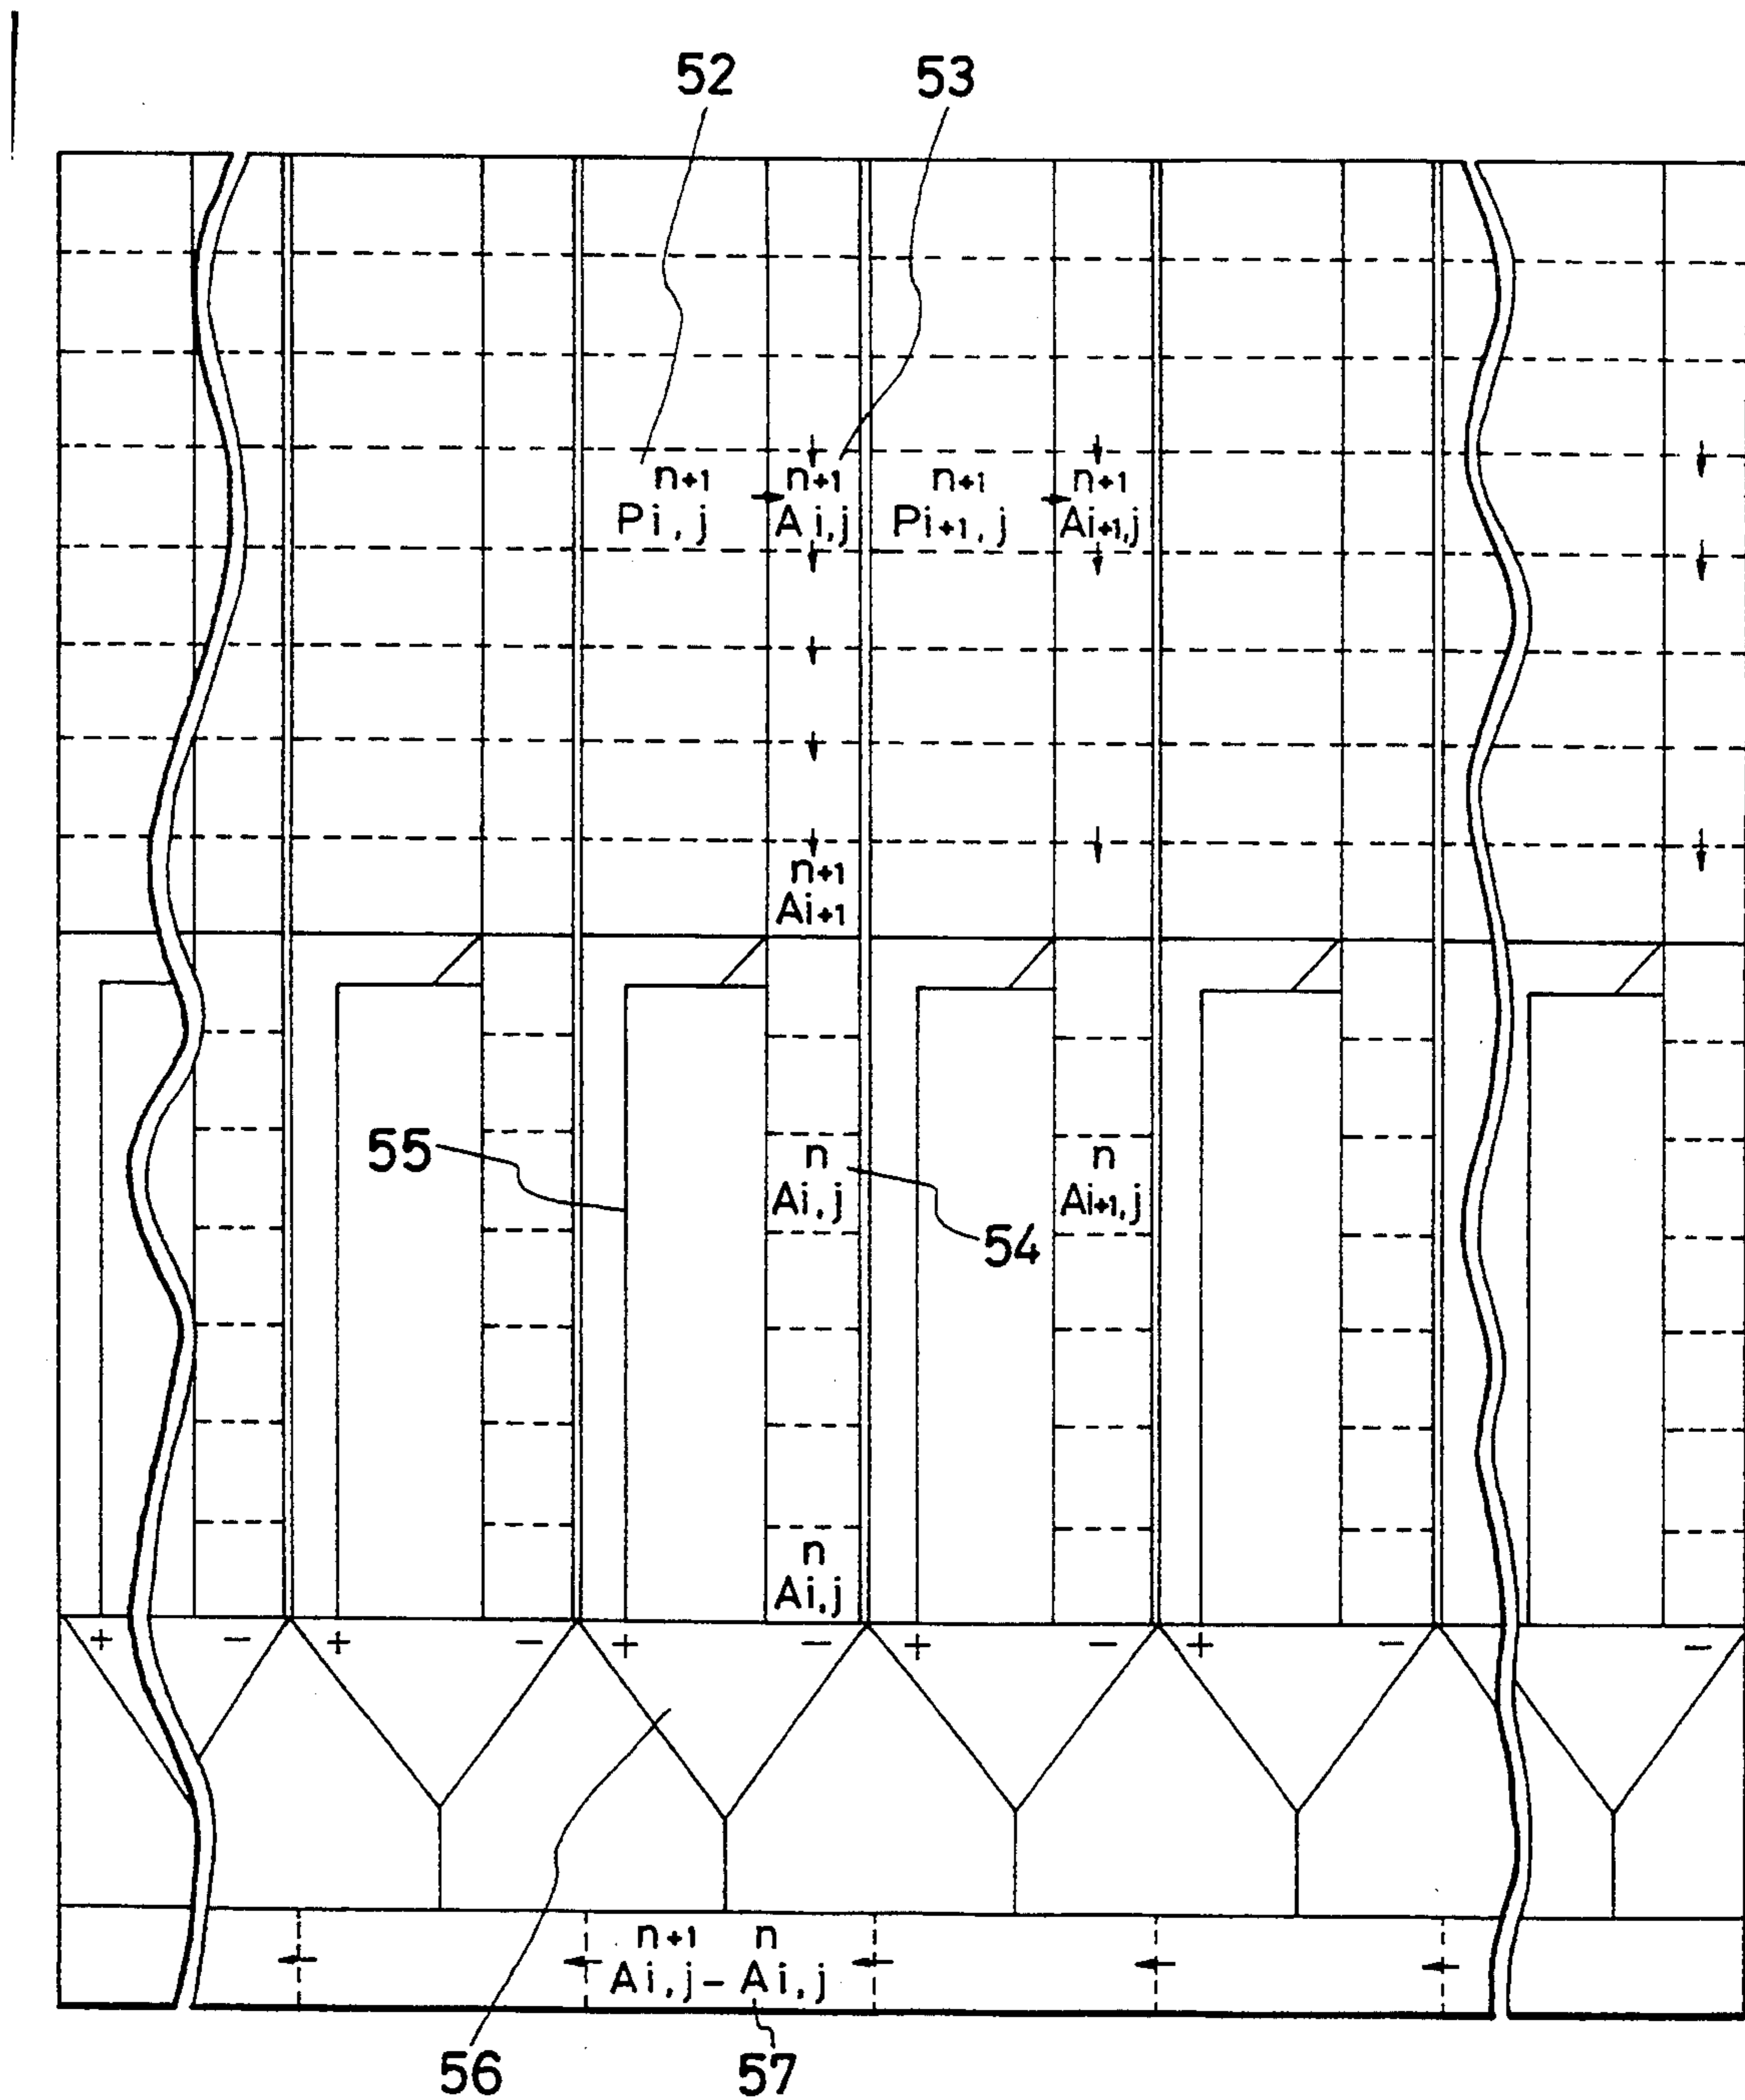 52 53
n+1 n+1 n+1 n+1
Pi,j Ai,j Pi+1,j Ai+1,j
n+1
Ai+1
55 n n
Ai,j Ai+1,j
54
n
Ai,j
+ − + − + − + − + − −
n+1 n
Ai,j − Ai,j
56 57